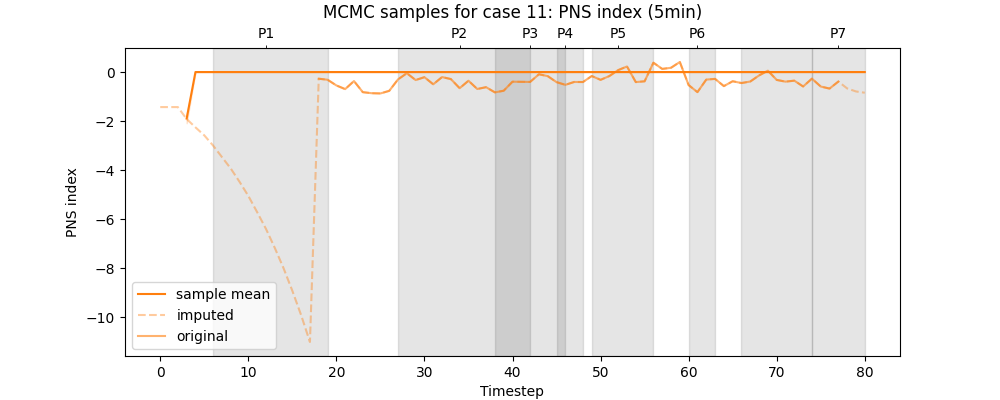 MCMC samples for case 11: PNS index (5min)
P1 P2 P3 P4 P5 P6 P7
PNS index
0
−2
−4
−6
−8
−10
sample mean
imputed
original
0 10 20 30 40 50 60 70 80
Timestep